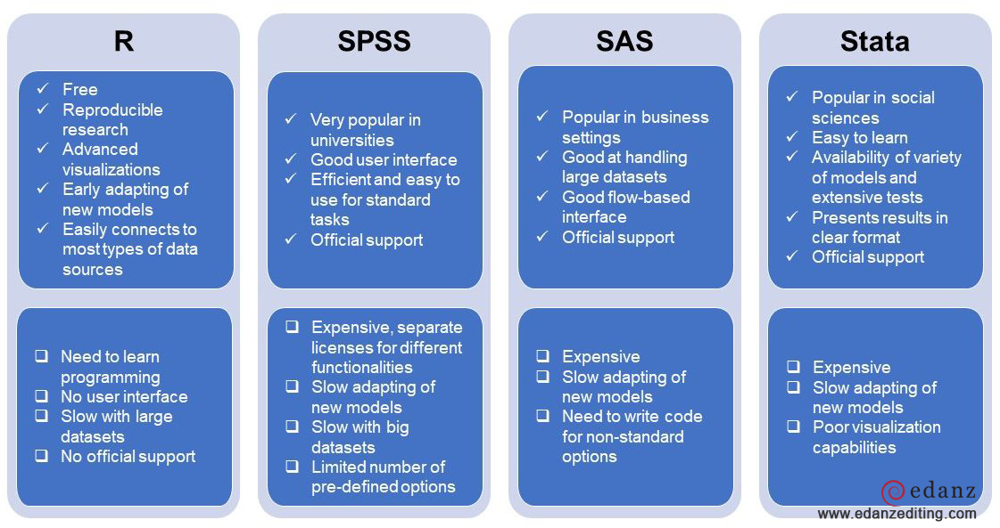 R
Free
Reproducible
research
Advanced
visualizations
Early adapting of
new models
Easily connects to
most types of data
sources
Need to learn
programming
No user interface
Slow with large
datasets
No official support
SPSS
Very popular in
universities
Good user interface
Efficient and easy to
use for standard
tasks
Official support
Expensive, separate
licenses for different
functionalities
Slow adapting of
new models
Slow with big
datasets
Limited number of
pre-defined options
SAS
Popular in business
settings
Good at handling
large datasets
Good flow-based
interface
Official support
Expensive
Slow adapting of
new models
Need to write code
for non-standard
options
Stata
Popular in social
sciences
Easy to learn
Availability of variety
of models and
extensive tests
Presents results in
clear format
Official support
Expensive
Slow adapting of
new models
Poor visualization
capabilities
edanz
www.edanzediting.com